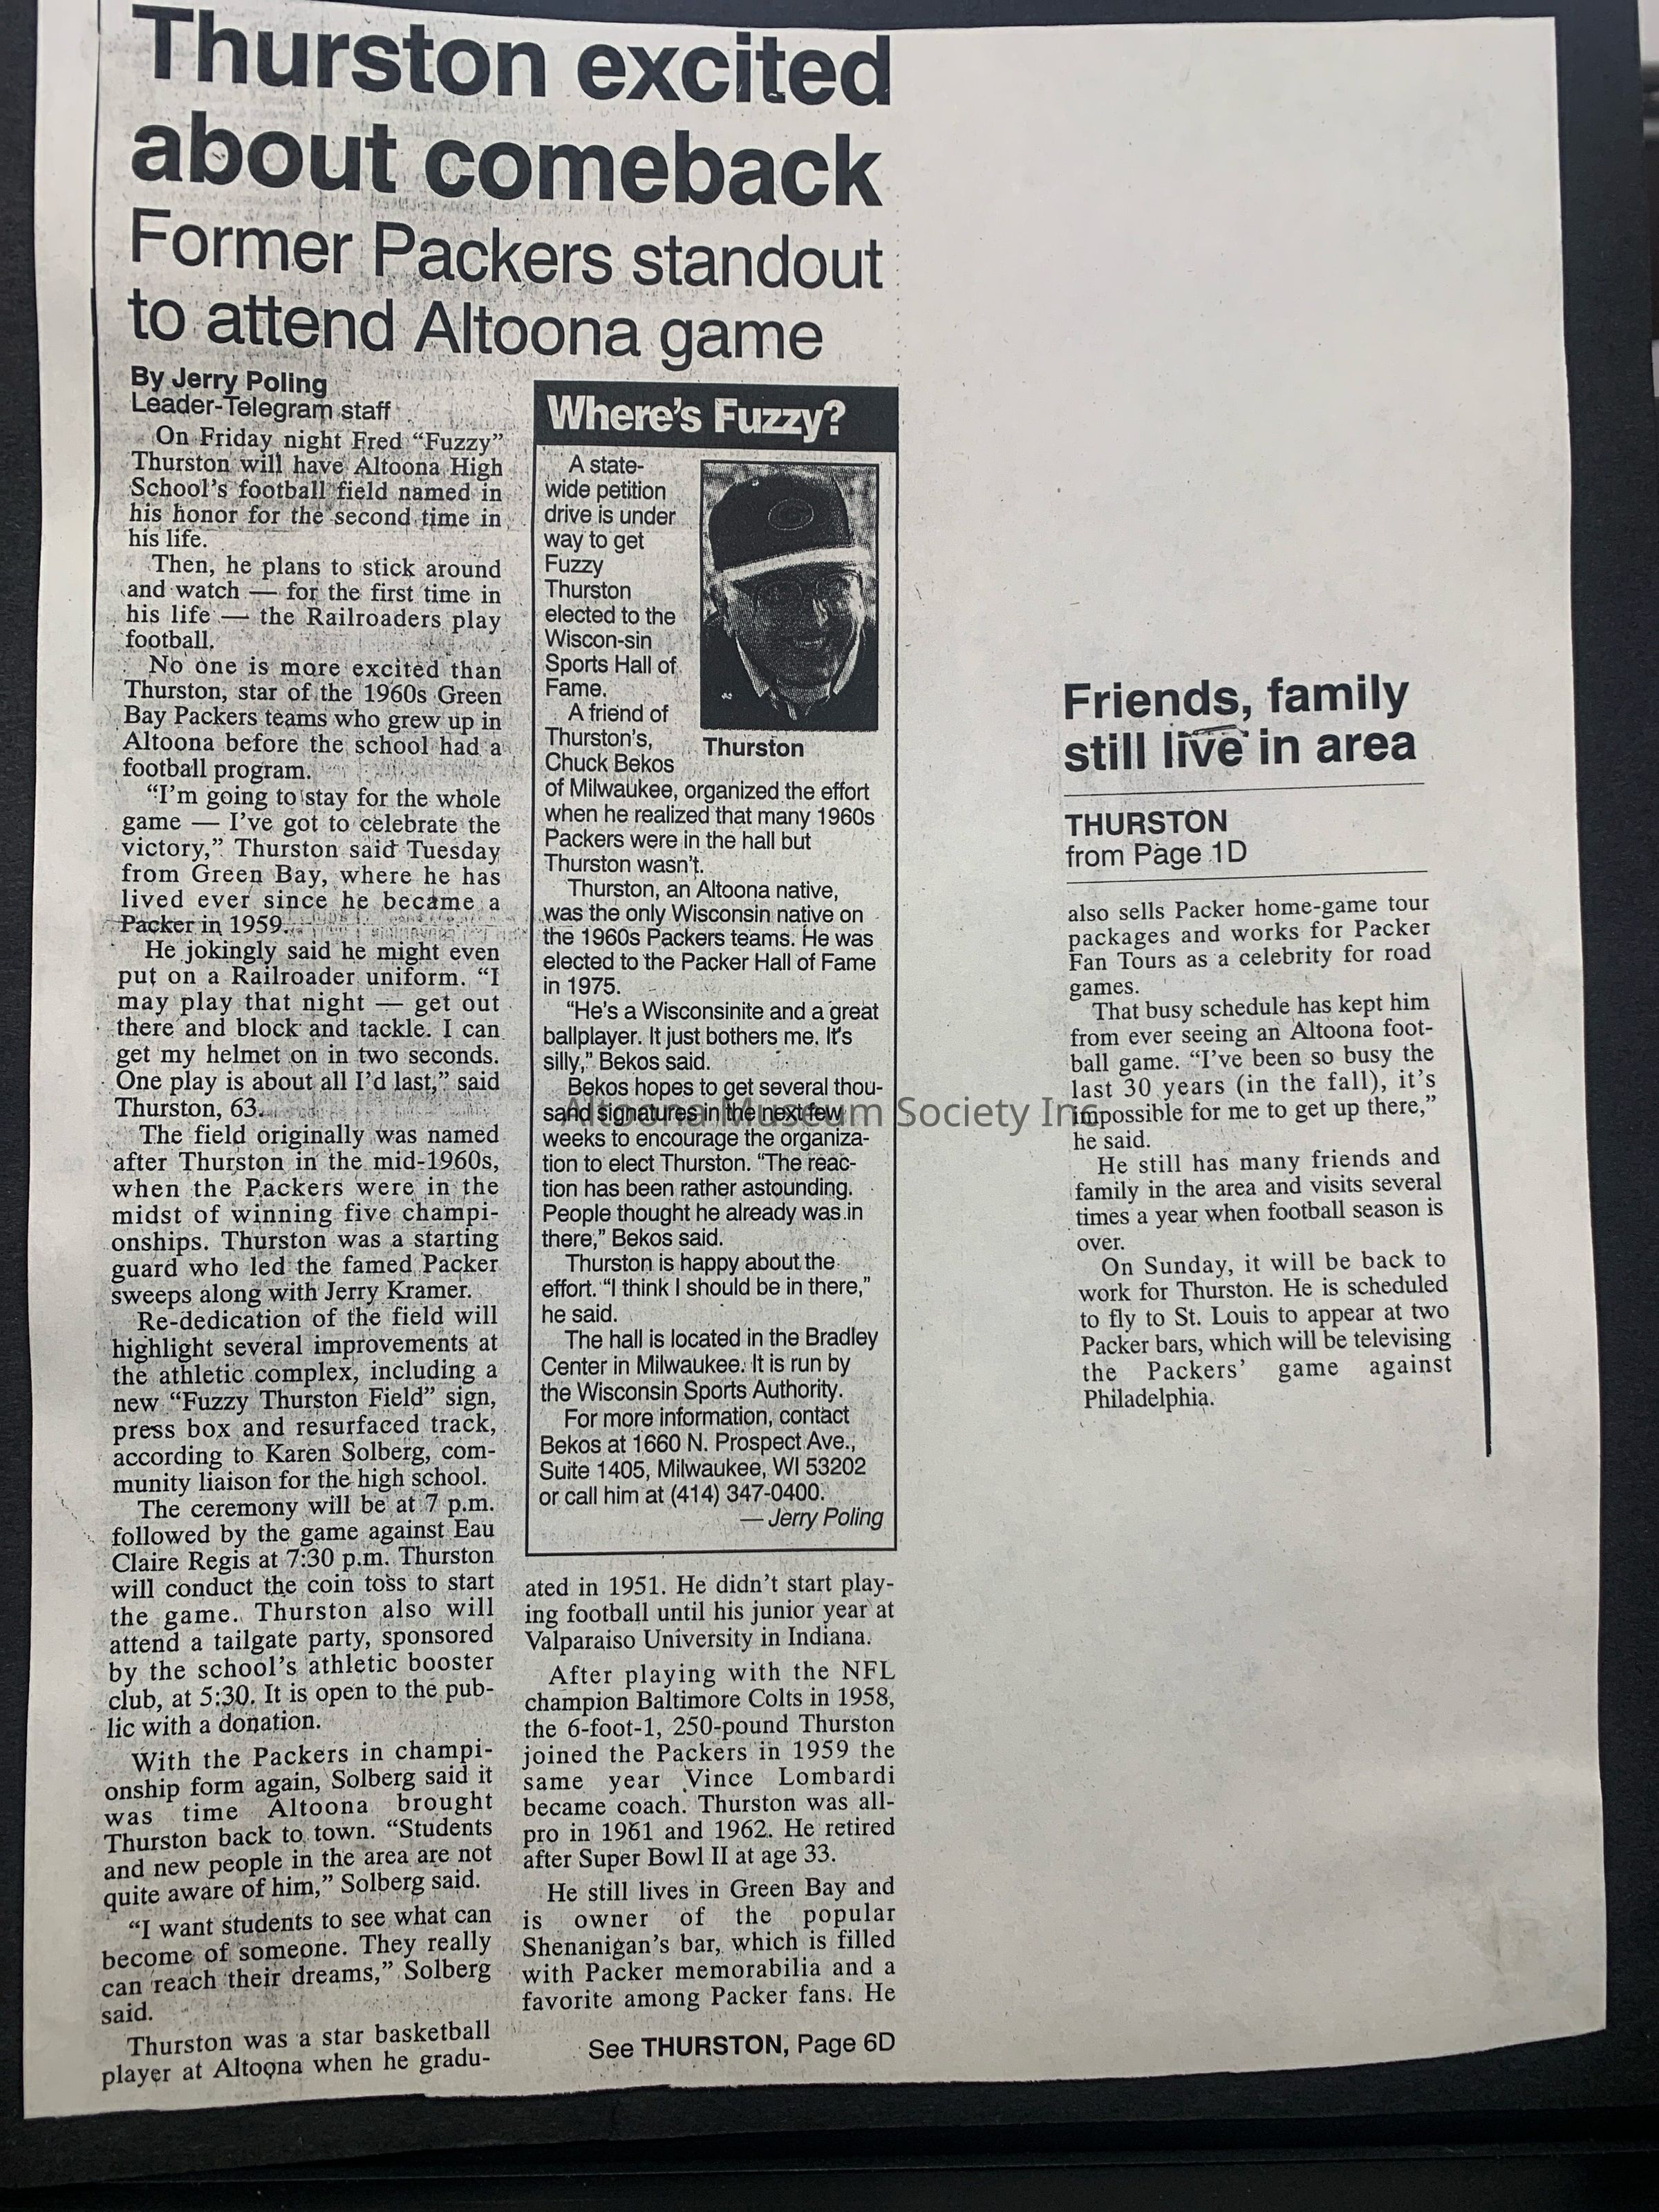 Thurston excited
about comeback
Former Packers standout
to attend Altoona game
By Jerry Poling
Leader-Telegram staff
On Friday night Fred “Fuzzy”
Thurston will have Altoona High
School’s football field named in
his honor for the second time in
his life.
Then, he plans to stick around
and watch — for the first time in
his life — the Railroaders play
football.
No one is more excited than
Thurston, star of the 1960s Green
Bay Packers teams who grew up in
Altoona before the school had a
football program.
“I’m going to stay for the whole
game — I’ve got to celebrate the
victory,” Thurston said Tuesday
from Green Bay, where he has
lived ever since he became a
Packer in 1959.
He jokingly said he might even
put on a Railroader uniform. “I
may play that night — get out
there and block and tackle. I can
get my helmet on in two seconds.
One play is about all I’d last,” said
Thurston, 63.
The field originally was named
after Thurston in the mid-1960s,
when the Packers were in the
midst of winning five champi-
onships. Thurston was a starting
guard who led the famed Packer
sweeps along with Jerry Kramer.
Re-dedication of the field will
highlight several improvements at
the athletic complex, including a
new “Fuzzy Thurston Field” sign,
press box and resurfaced track,
according to Karen Solberg, com-
munity liaison for the high school.
The ceremony will be at 7 p.m.
followed by the game against Eau
Claire Regis at 7:30 p.m. Thurston
will conduct the coin toss to start
the game. Thurston also will
attend a tailgate party, sponsored
by the school’s athletic booster
club, at 5:30. It is open to the pub-
lic with a donation.
With the Packers in champi-
onship form again, Solberg said it
was time Altoona brought
Thurston back to town. “Students
and new people in the area are not
quite aware of him,” Solberg said.
“I want students to see what can
become of someone. They really
can reach their dreams,” Solberg
said.
Thurston was a star basketball
player at Altoona when he gradu-
Where’s Fuzzy?
A state-
wide petition
drive is under
way to get
Fuzzy
Thurston
elected to the
Wiscon-sin
Sports Hall of
Fame.
A friend of
Thurston’s,
Chuck Bekos
Thurston
of Milwaukee, organized the effort
when he realized that many 1960s
Packers were in the hall but
Thurston wasn’t.
Thurston, an Altoona native,
was the only Wisconsin native on
the 1960s Packers teams. He was
elected to the Packer Hall of Fame
in 1975.
“He’s a Wisconsinite and a great
ballplayer. It just bothers me. It’s
silly,” Bekos said.
Bekos hopes to get several thou-
sand signatures in the next few
weeks to encourage the organiza-
tion to elect Thurston. “The reac-
tion has been rather astounding.
People thought he already was in
there,” Bekos said.
Thurston is happy about the
effort. “I think I should be in there,”
he said.
The hall is located in the Bradley
Center in Milwaukee. It is run by
the Wisconsin Sports Authority.
For more information, contact
Bekos at 1660 N. Prospect Ave.,
Suite 1405, Milwaukee, WI 53202
or call him at (414) 347-0400.
— Jerry Poling
ated in 1951. He didn’t start play-
ing football until his junior year at
Valparaiso University in Indiana.
After playing with the NFL
champion Baltimore Colts in 1958,
the 6-foot-1, 250-pound Thurston
joined the Packers in 1959 the
same year Vince Lombardi
became coach. Thurston was all-
pro in 1961 and 1962. He retired
after Super Bowl II at age 33.
He still lives in Green Bay and
is owner of the popular
Shenanigan’s bar, which is filled
with Packer memorabilia and a
favorite among Packer fans. He
See THURSTON, Page 6D
Friends, family
still live in area
THURSTON
from Page 1D
also sells Packer home-game tour
packages and works for Packer
Fan Tours as a celebrity for road
games.
That busy schedule has kept him
from ever seeing an Altoona foot-
ball game. “I’ve been so busy the
last 30 years (in the fall), it’s
impossible for me to get up there,”
he said.
He still has many friends and
family in the area and visits several
times a year when football season is
over.
On Sunday, it will be back to
work for Thurston. He is scheduled
to fly to St. Louis to appear at two
Packer bars, which will be televising
the Packers’ game against
Philadelphia.
Altoona Museum Society Inc